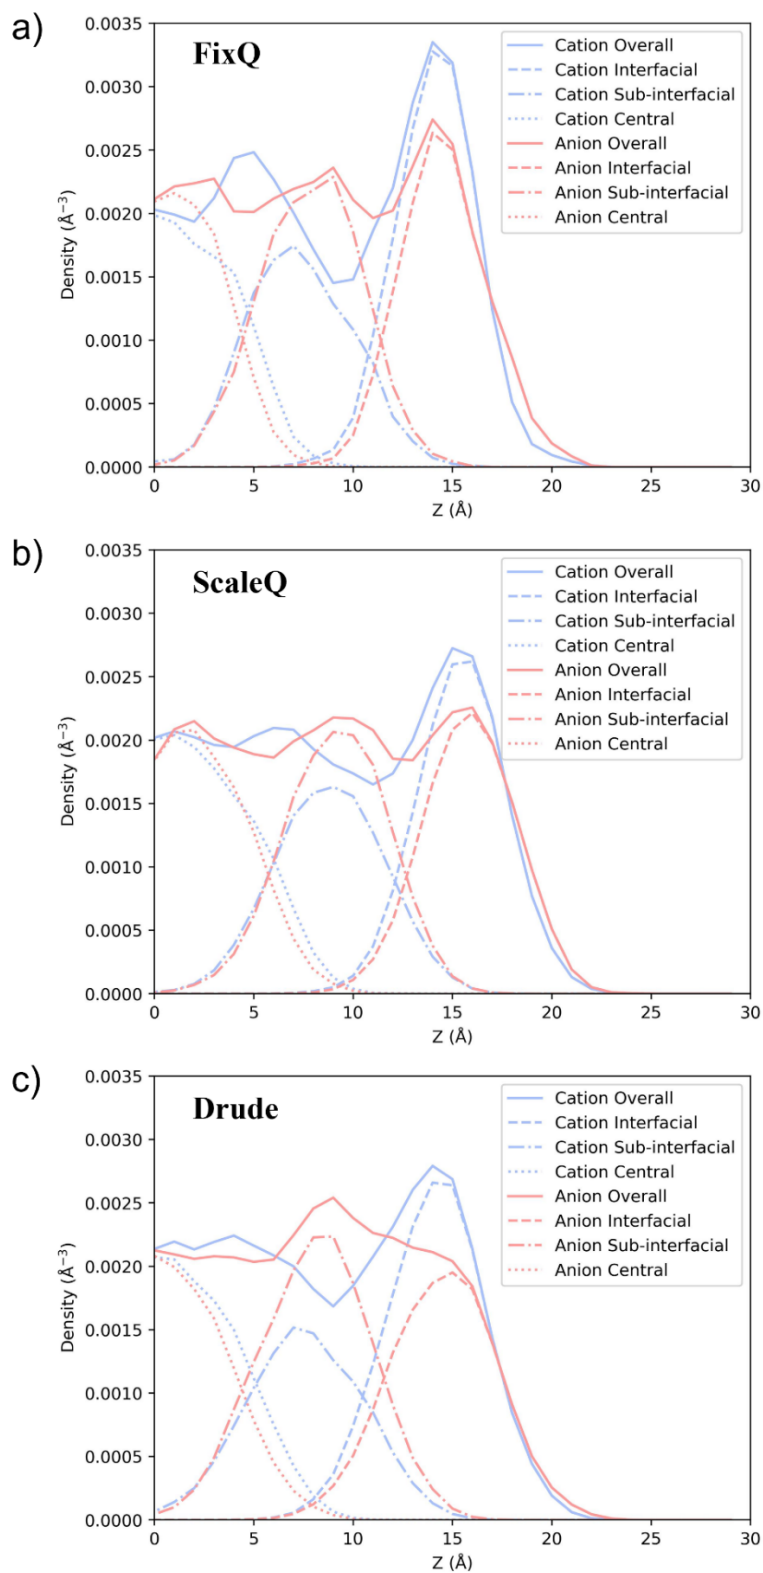 a)
FixQ
Cation Overall
Cation Interfacial
Cation Sub-interfacial
Cation Central
Anion Overall
Anion Interfacial
Anion Sub-interfacial
Anion Central
Density (Å⁻³)
0.0035
0.0030
0.0025
0.0020
0.0015
0.0010
0.0005
0.0000
0 5 10 15 20 25 30
Z (Å)
b)
ScaleQ
Cation Overall
Cation Interfacial
Cation Sub-interfacial
Cation Central
Anion Overall
Anion Interfacial
Anion Sub-interfacial
Anion Central
Density (Å⁻³)
0.0035
0.0030
0.0025
0.0020
0.0015
0.0010
0.0005
0.0000
0 5 10 15 20 25 30
Z (Å)
c)
Drude
Cation Overall
Cation Interfacial
Cation Sub-interfacial
Cation Central
Anion Overall
Anion Interfacial
Anion Sub-interfacial
Anion Central
Density (Å⁻³)
0.0035
0.0030
0.0025
0.0020
0.0015
0.0010
0.0005
0.0000
0 5 10 15 20 25 30
Z (Å)